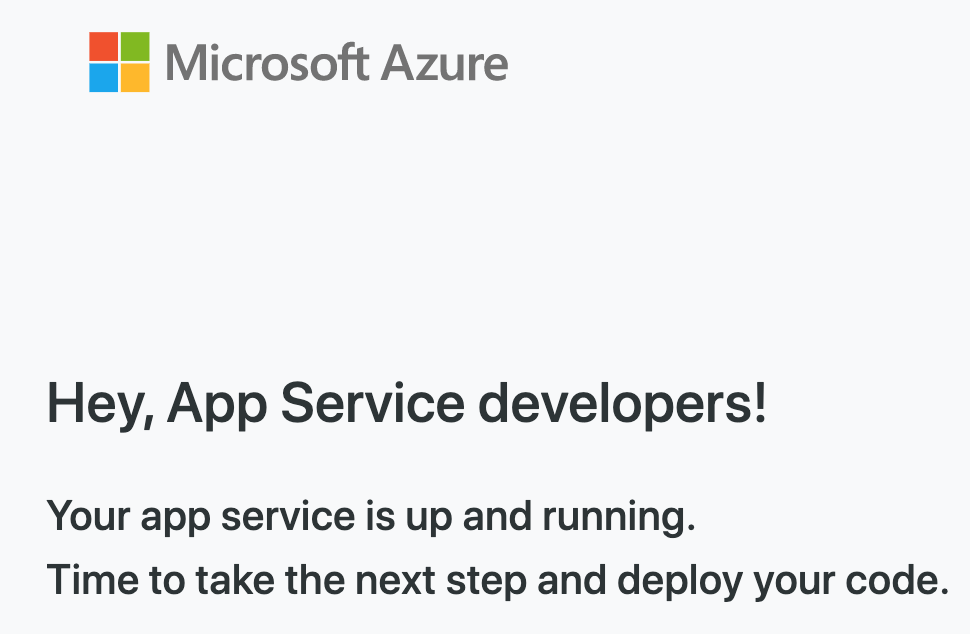 Microsoft Azure
Hey, App Service developers!
Your app service is up and running.
Time to take the next step and deploy your code.